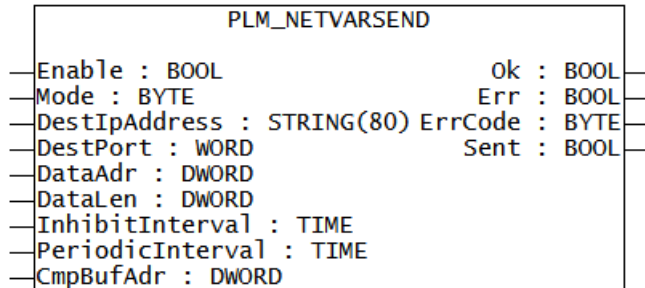 PLM_NETVARSEND
Enable : BOOL Ok : BOOL
Mode : BYTE Err : BOOL
DestIpAddress : STRING(80) ErrCode : BYTE
DestPort : WORD Sent : BOOL
DataAdr : DWORD
DataLen : DWORD
InhibitInterval : TIME
PeriodicInterval : TIME
CmpBufAdr : DWORD